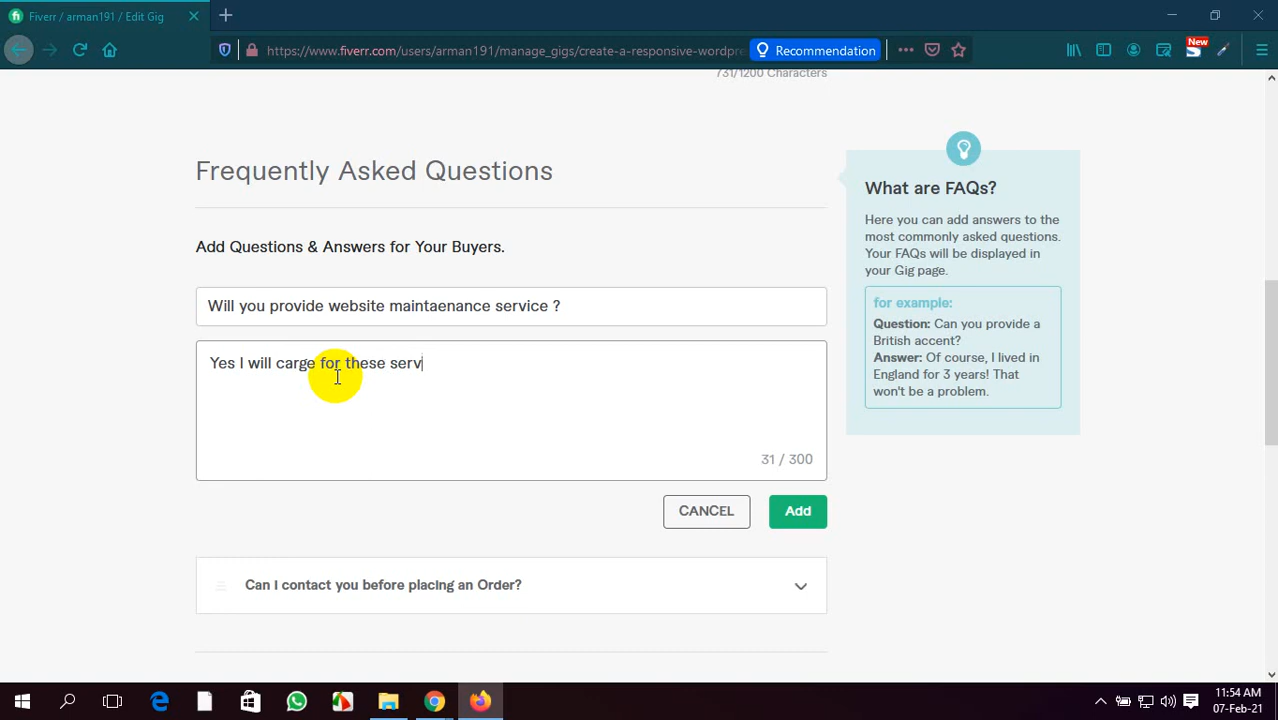 Fiverr / arman191 / Edit Gig
https://www.fiverr.com/users/arman191/manage_gigs/create-a-responsive-wordpre
Recommendation
New
731/1200 Characters
Frequently Asked Questions
Add Questions & Answers for Your Buyers.
Will you provide website maintaenance service ?
Yes I will carge for these serv
31 / 300
CANCEL
Add
Can I contact you before placing an Order?
What are FAQs?
Here you can add answers to the
most commonly asked questions.
Your FAQs will be displayed in
your Gig page.
for example:
Question: Can you provide a
British accent?
Answer: Of course, I lived in
England for 3 years! That
won't be a problem.
11:54 AM
07-Feb-21